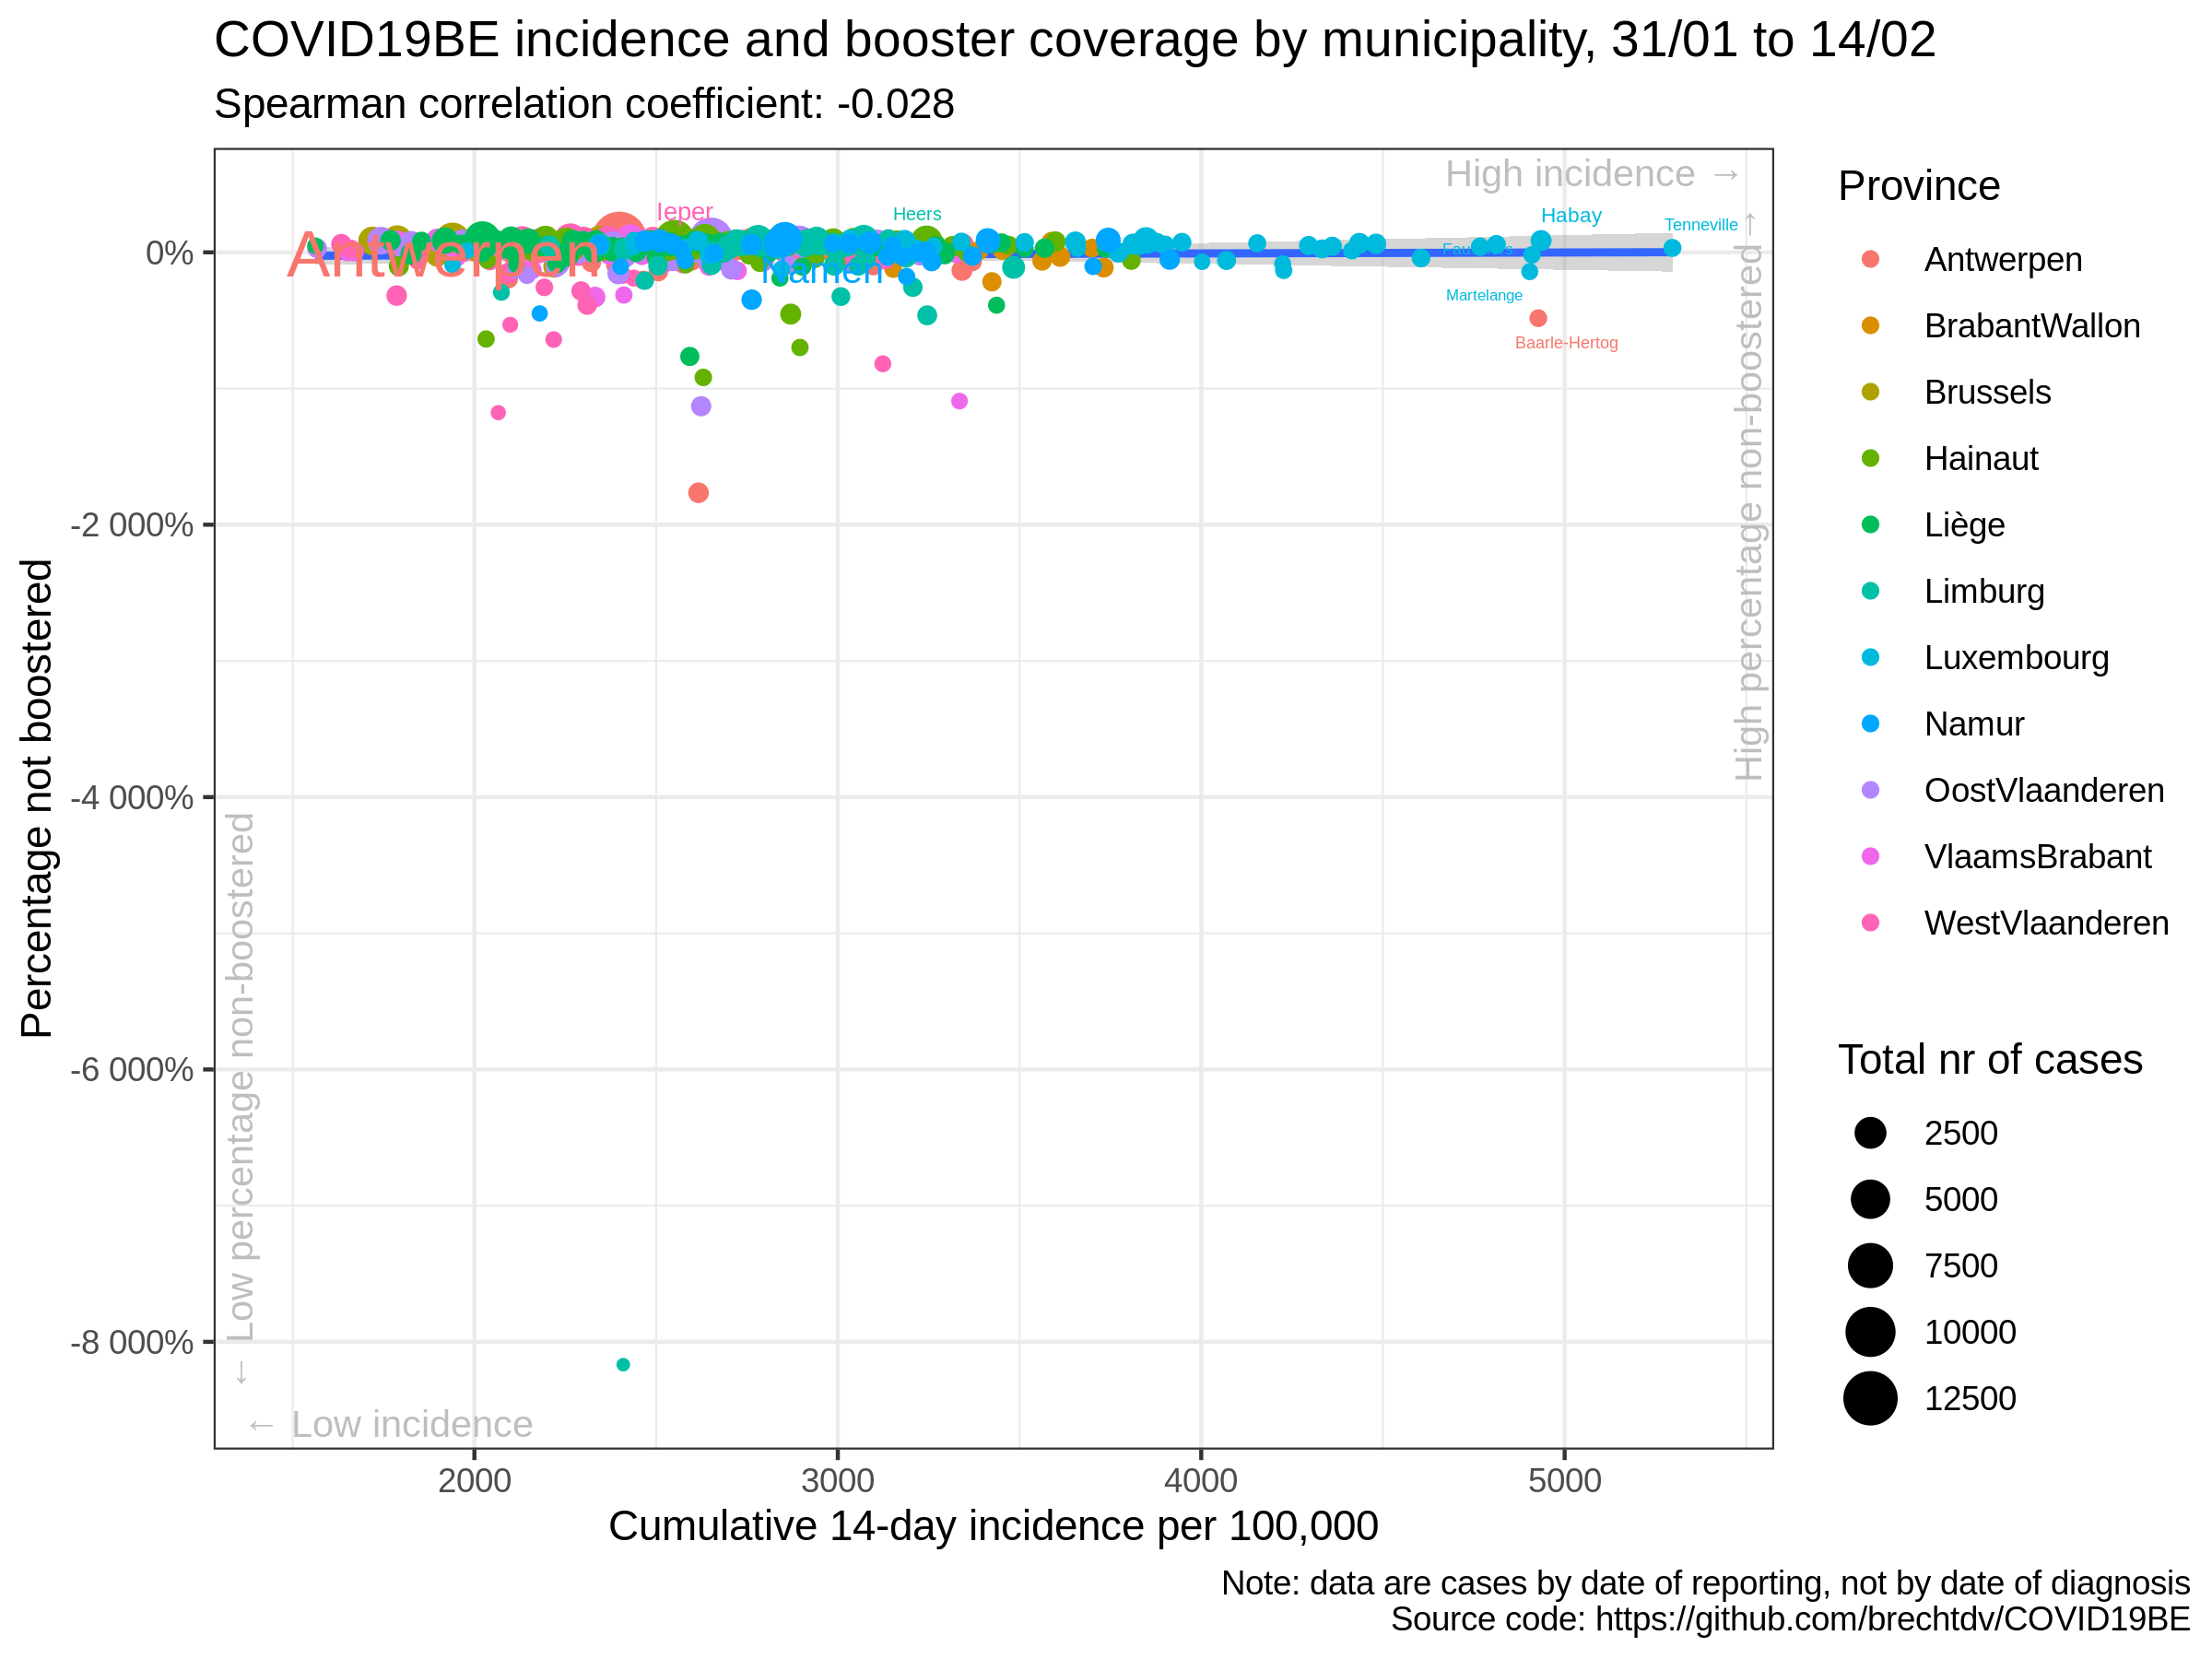 COVID19BE incidence and booster coverage by municipality, 31/01 to 14/02
Spearman correlation coefficient: -0.028
High incidence →
Ieper
Heers
Habay
Tenneville
Antwerpen
Martelange
Baarle-Hertog
High percentage non-boostered →
Low percentage non-boostered
←
← Low incidence
0%
-2 000%
-4 000%
-6 000%
-8 000%
Percentage not boostered
2000
3000
4000
5000
Cumulative 14-day incidence per 100,000
Province
Antwerpen
BrabantWallon
Brussels
Hainaut
Liège
Limburg
Luxembourg
Namur
OostVlaanderen
VlaamsBrabant
WestVlaanderen
Total nr of cases
2500
5000
7500
10000
12500
Note: data are cases by date of reporting, not by date of diagnosis
Source code: https://github.com/brechtdv/COVID19BE